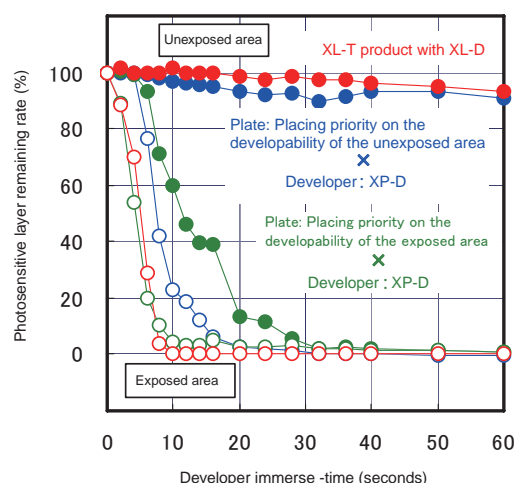 Unexposed area
XL-T product with XL-D
Plate: Placing priority on the
developability of the unexposed area
×
Developer: XP-D
Plate: Placing priority on the
developability of the exposed area
×
Developer : XP-D
Exposed area
Photosensitive layer remaining rate (%)
100
80
60
40
20
0
0
10
20
30
40
50
60
Developer immerse -time (seconds)